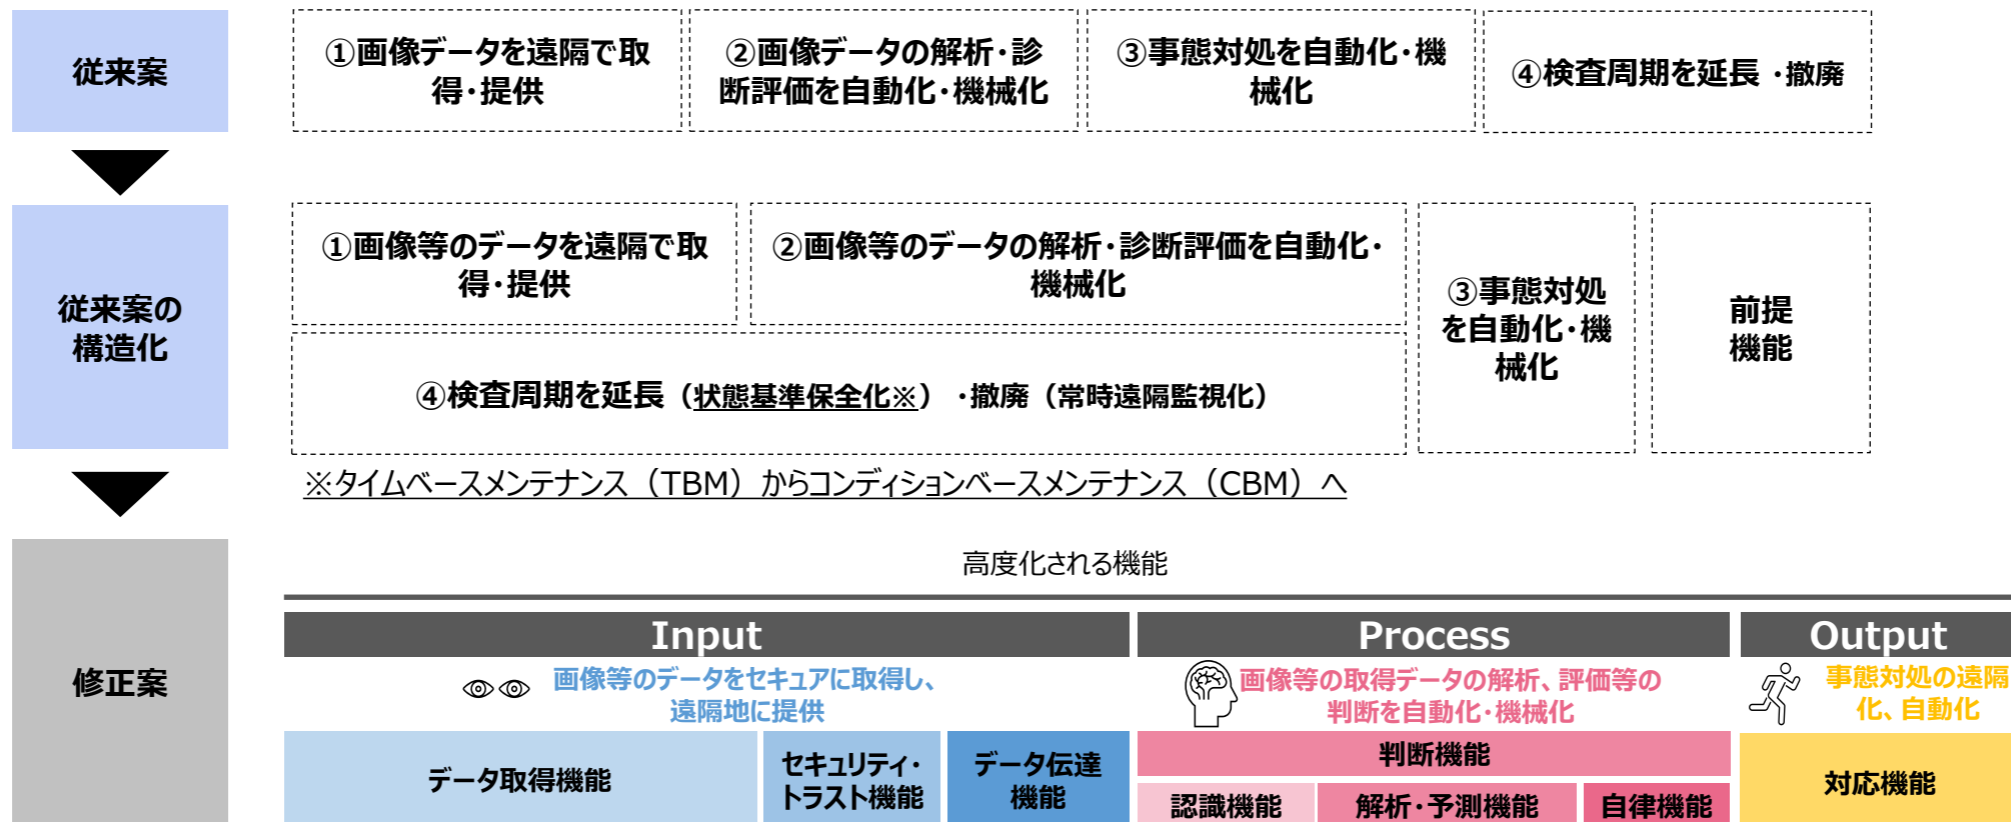 従来案
①画像データを遠隔で取
得・提供
②画像データの解析・診
断評価を自動化・機械化
③事態対処を自動化・機
械化
④検査周期を延長 ・撤廃
従来案の
構造化
①画像等のデータを遠隔で取
得・提供
②画像等のデータの解析・診断評価を自動化・
機械化
③事態対処
を自動化・機
械化
前提
機能
④検査周期を延長（状態基準保全化※）・撤廃（常時遠隔監視化）
※タイムベースメンテナンス（TBM）からコンディションベースメンテナンス（CBM）へ
修正案
高度化される機能
Input
画像等のデータをセキュアに取得し、
遠隔地に提供
データ取得機能
セキュリティ・
トラスト機能
データ伝達
機能
Process
画像等の取得データの解析、評価等の
判断を自動化・機械化
判断機能
認識機能
解析・予測機能
自律機能
Output
事態対処の遠隔
化、自動化
対応機能